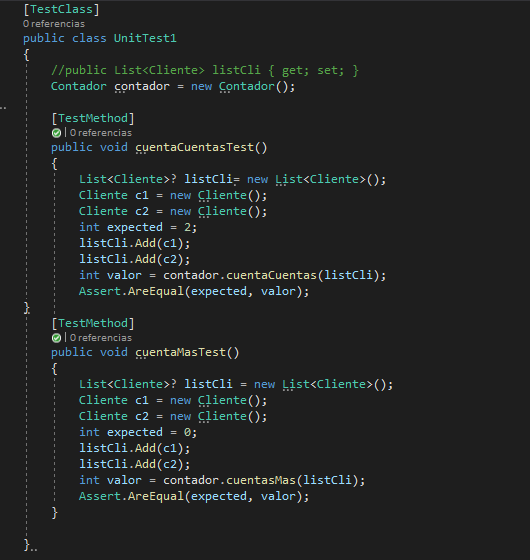 [TestClass]
0 referencias
public class UnitTest1
{
//public List<Cliente> listCli { get; set; }
Contador contador = new Contador();
[TestMethod]
| 0 referencias
public void cuentaCuentasTest()
{
List<Cliente>? listCli= new List<Cliente>();
Cliente c1 = new Cliente();
Cliente c2 = new Cliente();
int expected = 2;
listCli.Add(c1);
listCli.Add(c2);
int valor = contador.cuentaCuentas(listCli);
Assert.AreEqual(expected, valor);
}
[TestMethod]
| 0 referencias
public void cuentaMasTest()
{
List<Cliente>? listCli = new List<Cliente>();
Cliente c1 = new Cliente();
Cliente c2 = new Cliente();
int expected = 0;
listCli.Add(c1);
listCli.Add(c2);
int valor = contador.cuentasMas(listCli);
Assert.AreEqual(expected, valor);
}
}